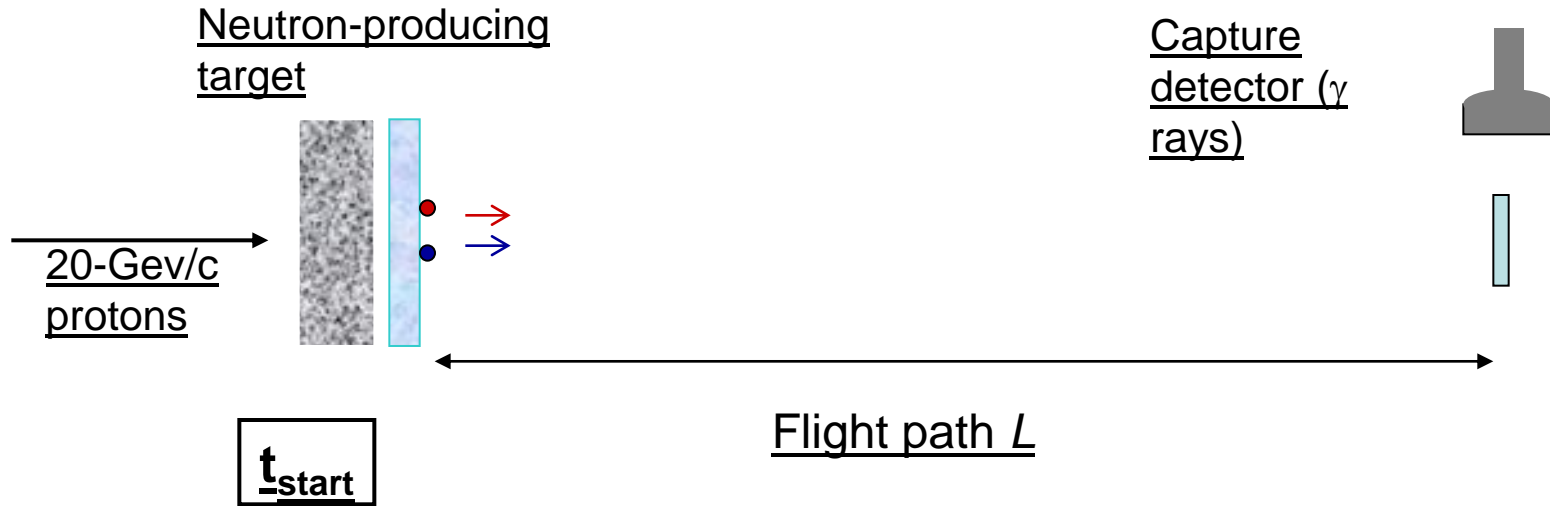 Neutron-producing
target
Capture
detector (γ
rays)
20-Gev/c
protons
Flight path L
tstart